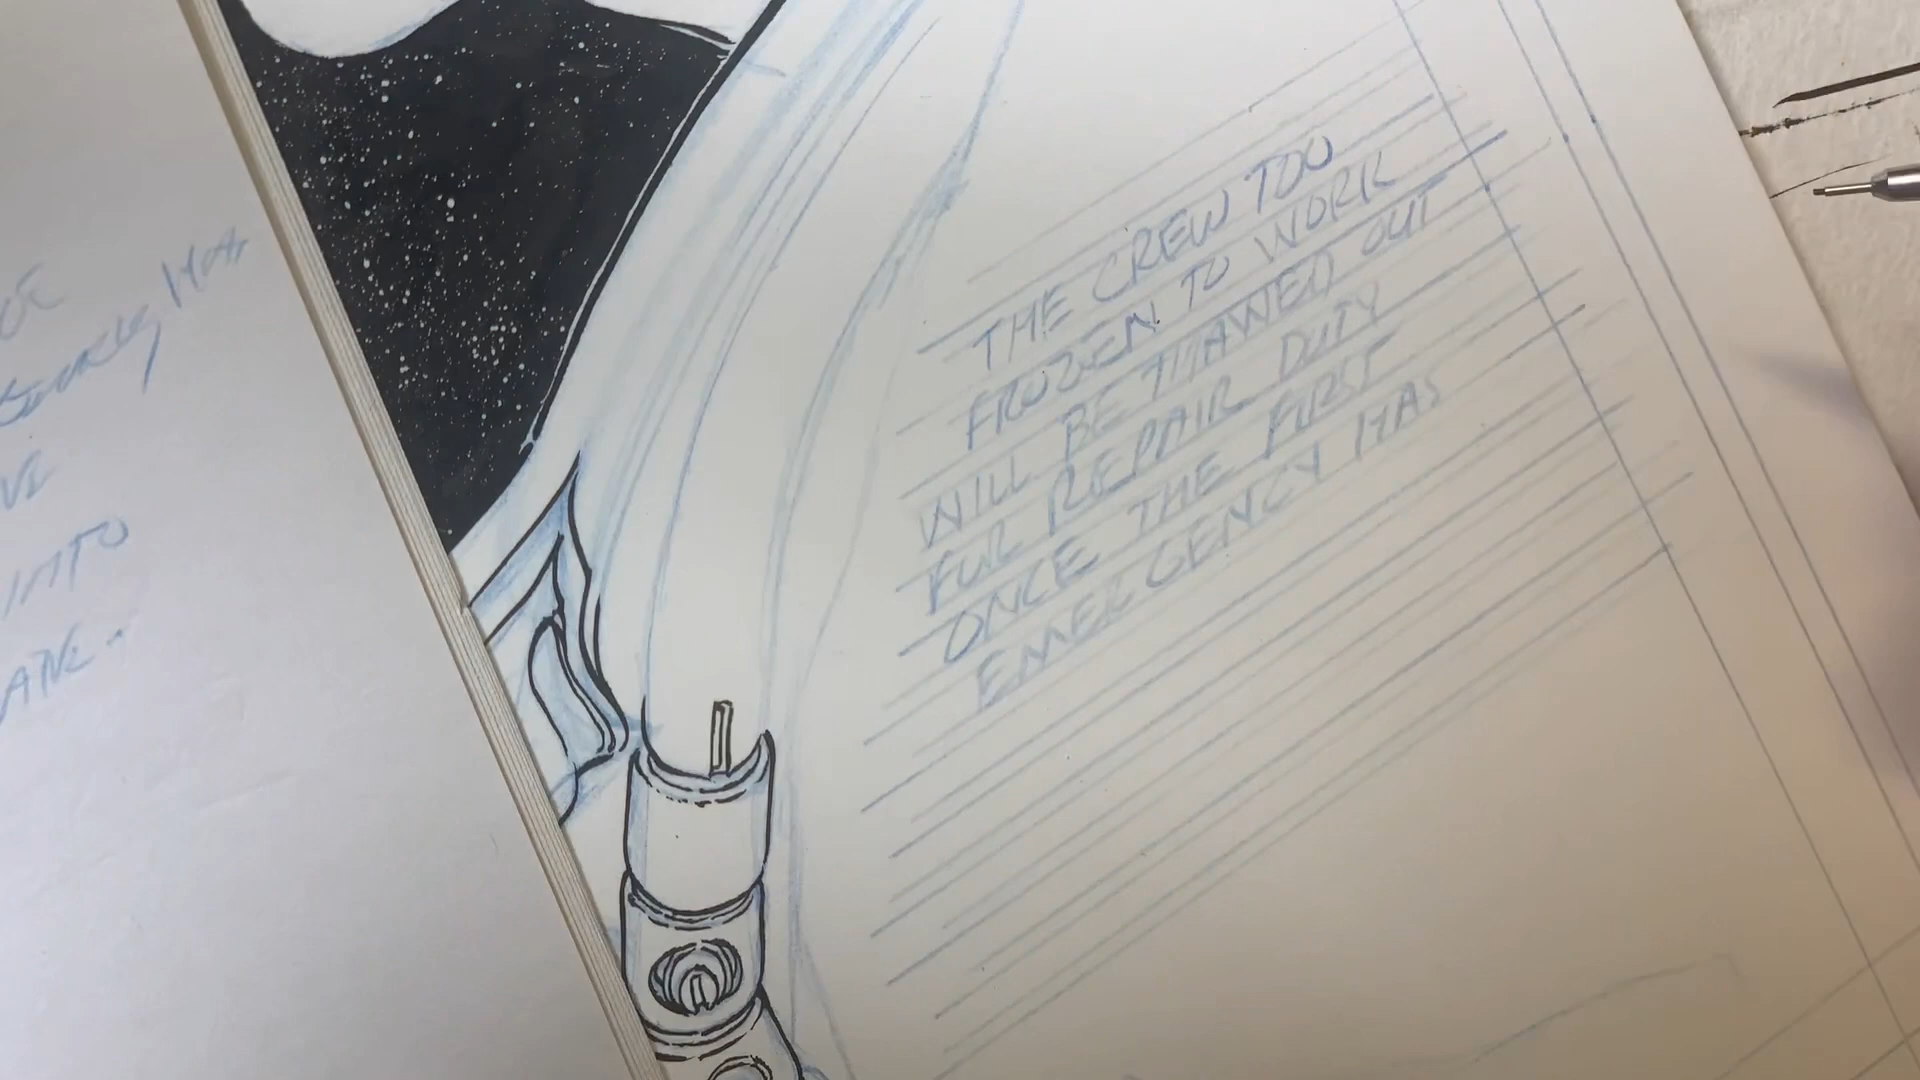 INTO
THE CREW TOO
FROZEN TO WORK
WILL BE THAWED OUT
FOR REPAIR DUTY
ONCE THE FIRST
EMERGENCY HAS